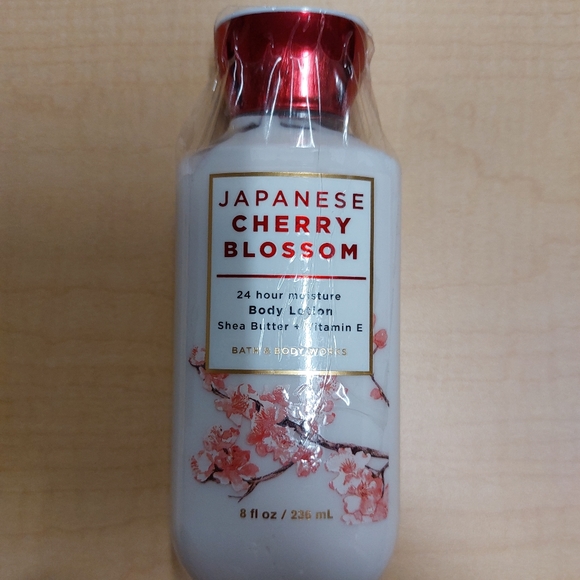 JAPANESE
CHERRY
BLOSSOM
24 hour moisture
Body Lotion
Shea Butter + Vitamin E
BATH & BODY WORKS
8 fl oz / 236 mL